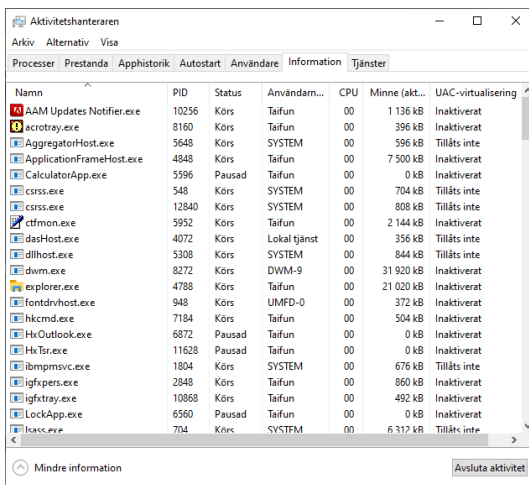 Aktivitetshanteraren
Arkiv Alternativ Visa
Processer Prestanda Apphistorik Autostart Användare Information Tjänster
Namn PID Status Användarn... CPU Minne (akt... UAC-virtualisering
AAM Updates Notifier.exe 10256 Körs Taifun 00 1 136 kB Inaktiverat
acrotray.exe 8160 Körs Taifun 00 396 kB Inaktiverat
AggregatorHost.exe 5648 Körs SYSTEM 00 596 kB Tillåts inte
ApplicationFrameHost.exe 4848 Körs Taifun 00 7 500 kB Inaktiverat
CalculatorApp.exe 5596 Pausad Taifun 00 0 kB Inaktiverat
csrss.exe 548 Körs SYSTEM 00 704 kB Tillåts inte
csrss.exe 12840 Körs SYSTEM 00 808 kB Tillåts inte
ctfmon.exe 5952 Körs Taifun 00 2 144 kB Inaktiverat
dasHost.exe 4072 Körs Lokal tjänst 00 356 kB Tillåts inte
dllhost.exe 5308 Körs SYSTEM 00 844 kB Tillåts inte
dwm.exe 8272 Körs DWM-9 00 31 920 kB Inaktiverat
explorer.exe 4788 Körs Taifun 00 21 020 kB Inaktiverat
fontdrvhost.exe 948 Körs UMFD-0 00 372 kB Inaktiverat
hkcmd.exe 7184 Körs Taifun 00 504 kB Inaktiverat
HxOutlook.exe 6872 Pausad Taifun 00 0 kB Inaktiverat
HxTsr.exe 11628 Pausad Taifun 00 0 kB Inaktiverat
ibmpmsvc.exe 1804 Körs SYSTEM 00 676 kB Tillåts inte
igfxpers.exe 2848 Körs Taifun 00 860 kB Inaktiverat
igfxtray.exe 10868 Körs Taifun 00 492 kB Inaktiverat
LockApp.exe 6560 Pausad Taifun 00 0 kB Inaktiverat
lsass.exe 704 Körs SYSTEM 00 6 312 kB Tillåts inte
Mindre information Avsluta aktivitet